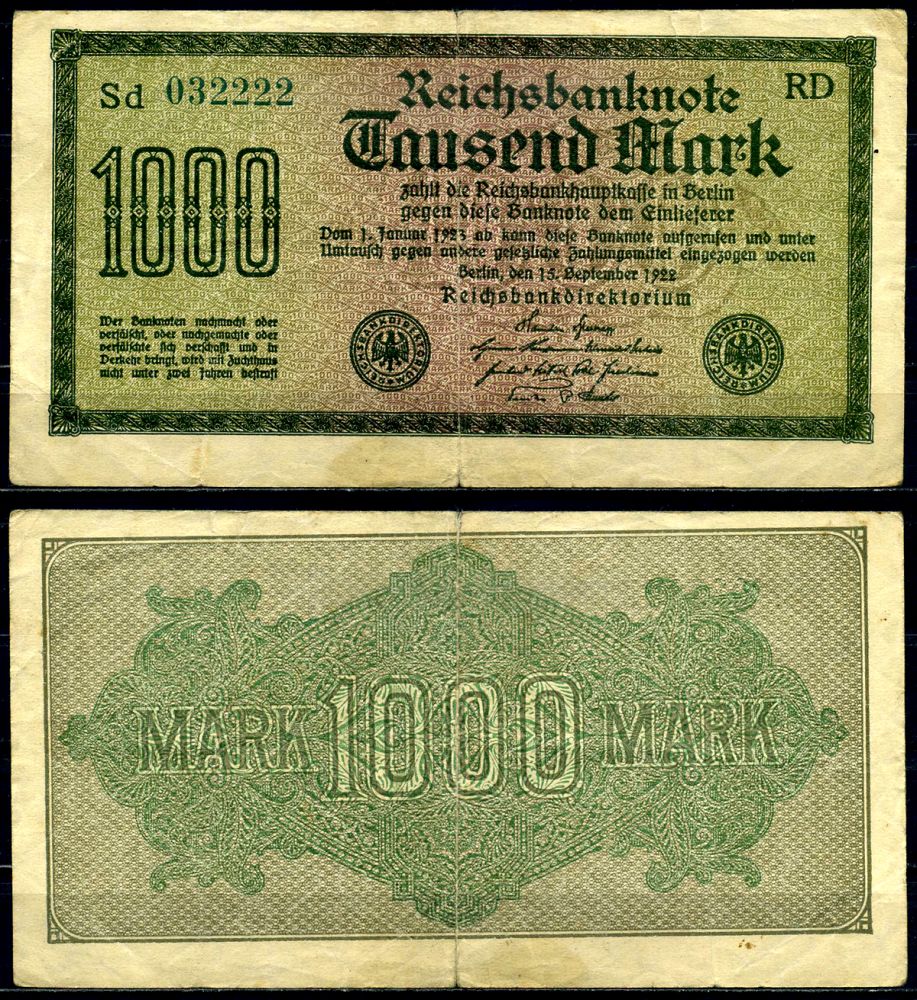 Sd 032222
RD
Reichsbanknote
Tausend Mark
zahlt die Reichsbankhauptkasse in Berlin
gegen diese Banknote dem Einlieferer
Vom 1. Januar 1923 ab kann diese Banknote aufgerufen und unter
Umtausch gegen andere gesetzliche Zahlungsmittel eingezogen werden
Berlin, den 15. September 1922
Reichsbankdirektorium
1000
Wer Banknoten nachmacht oder
verfälscht, oder nachgemachte oder
verfälschte sich verschafft und in
Verkehr bringt, wird mit Zuchthaus
nicht unter zwei Jahren bestraft
REICHSBANKDIREKTORIUM
REICHSBANKDIREKTORIUM
MARK 1000 MARK